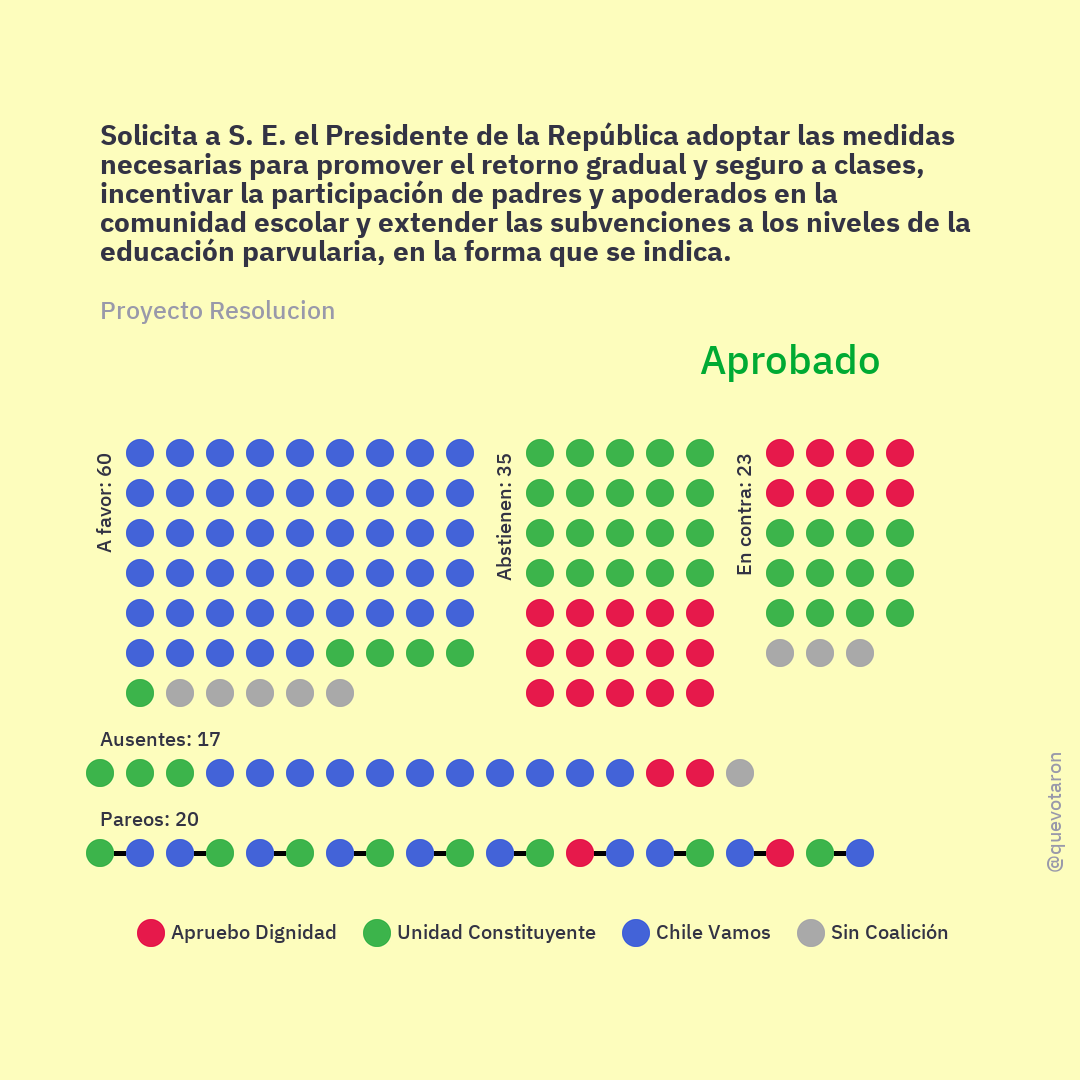 Solicita a S. E. el Presidente de la República adoptar las medidas
necesarias para promover el retorno gradual y seguro a clases,
incentivar la participación de padres y apoderados en la
comunidad escolar y extender las subvenciones a los niveles de la
educación parvularia, en la forma que se indica.
Proyecto Resolucion
Aprobado
A favor: 60
Abstienen: 35
En contra: 23
Ausentes: 17
Pareos: 20
@quevotaron
Apruebo Dignidad
Unidad Constituyente
Chile Vamos
Sin Coalición